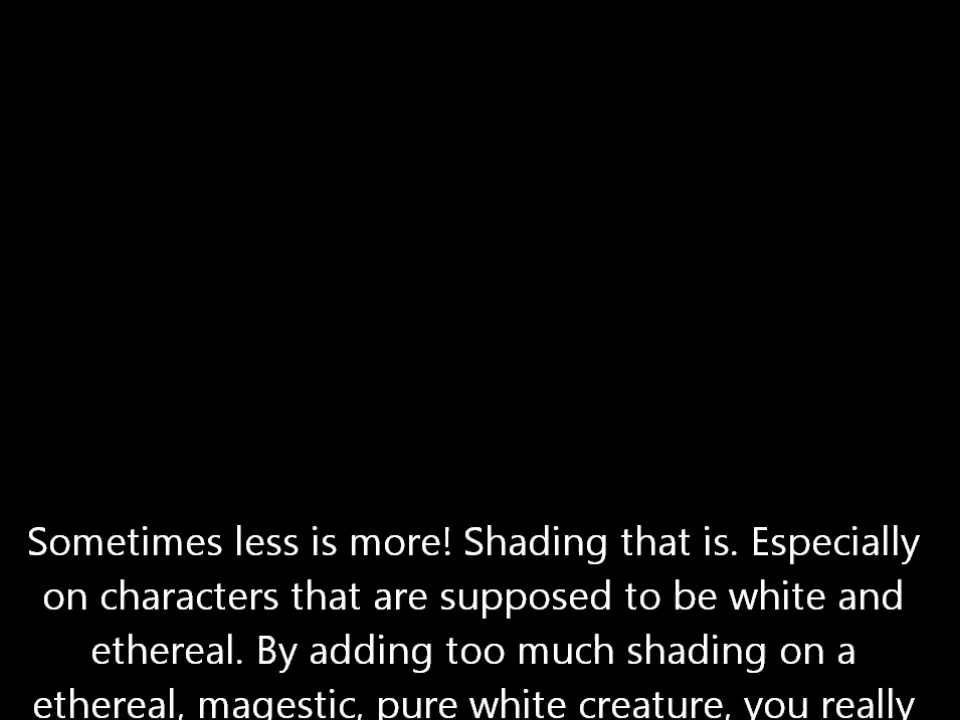 Sometimes less is more! Shading that is. Especially
on characters that are supposed to be white and
ethereal. By adding too much shading on a
ethereal, magestic, pure white creature, you really